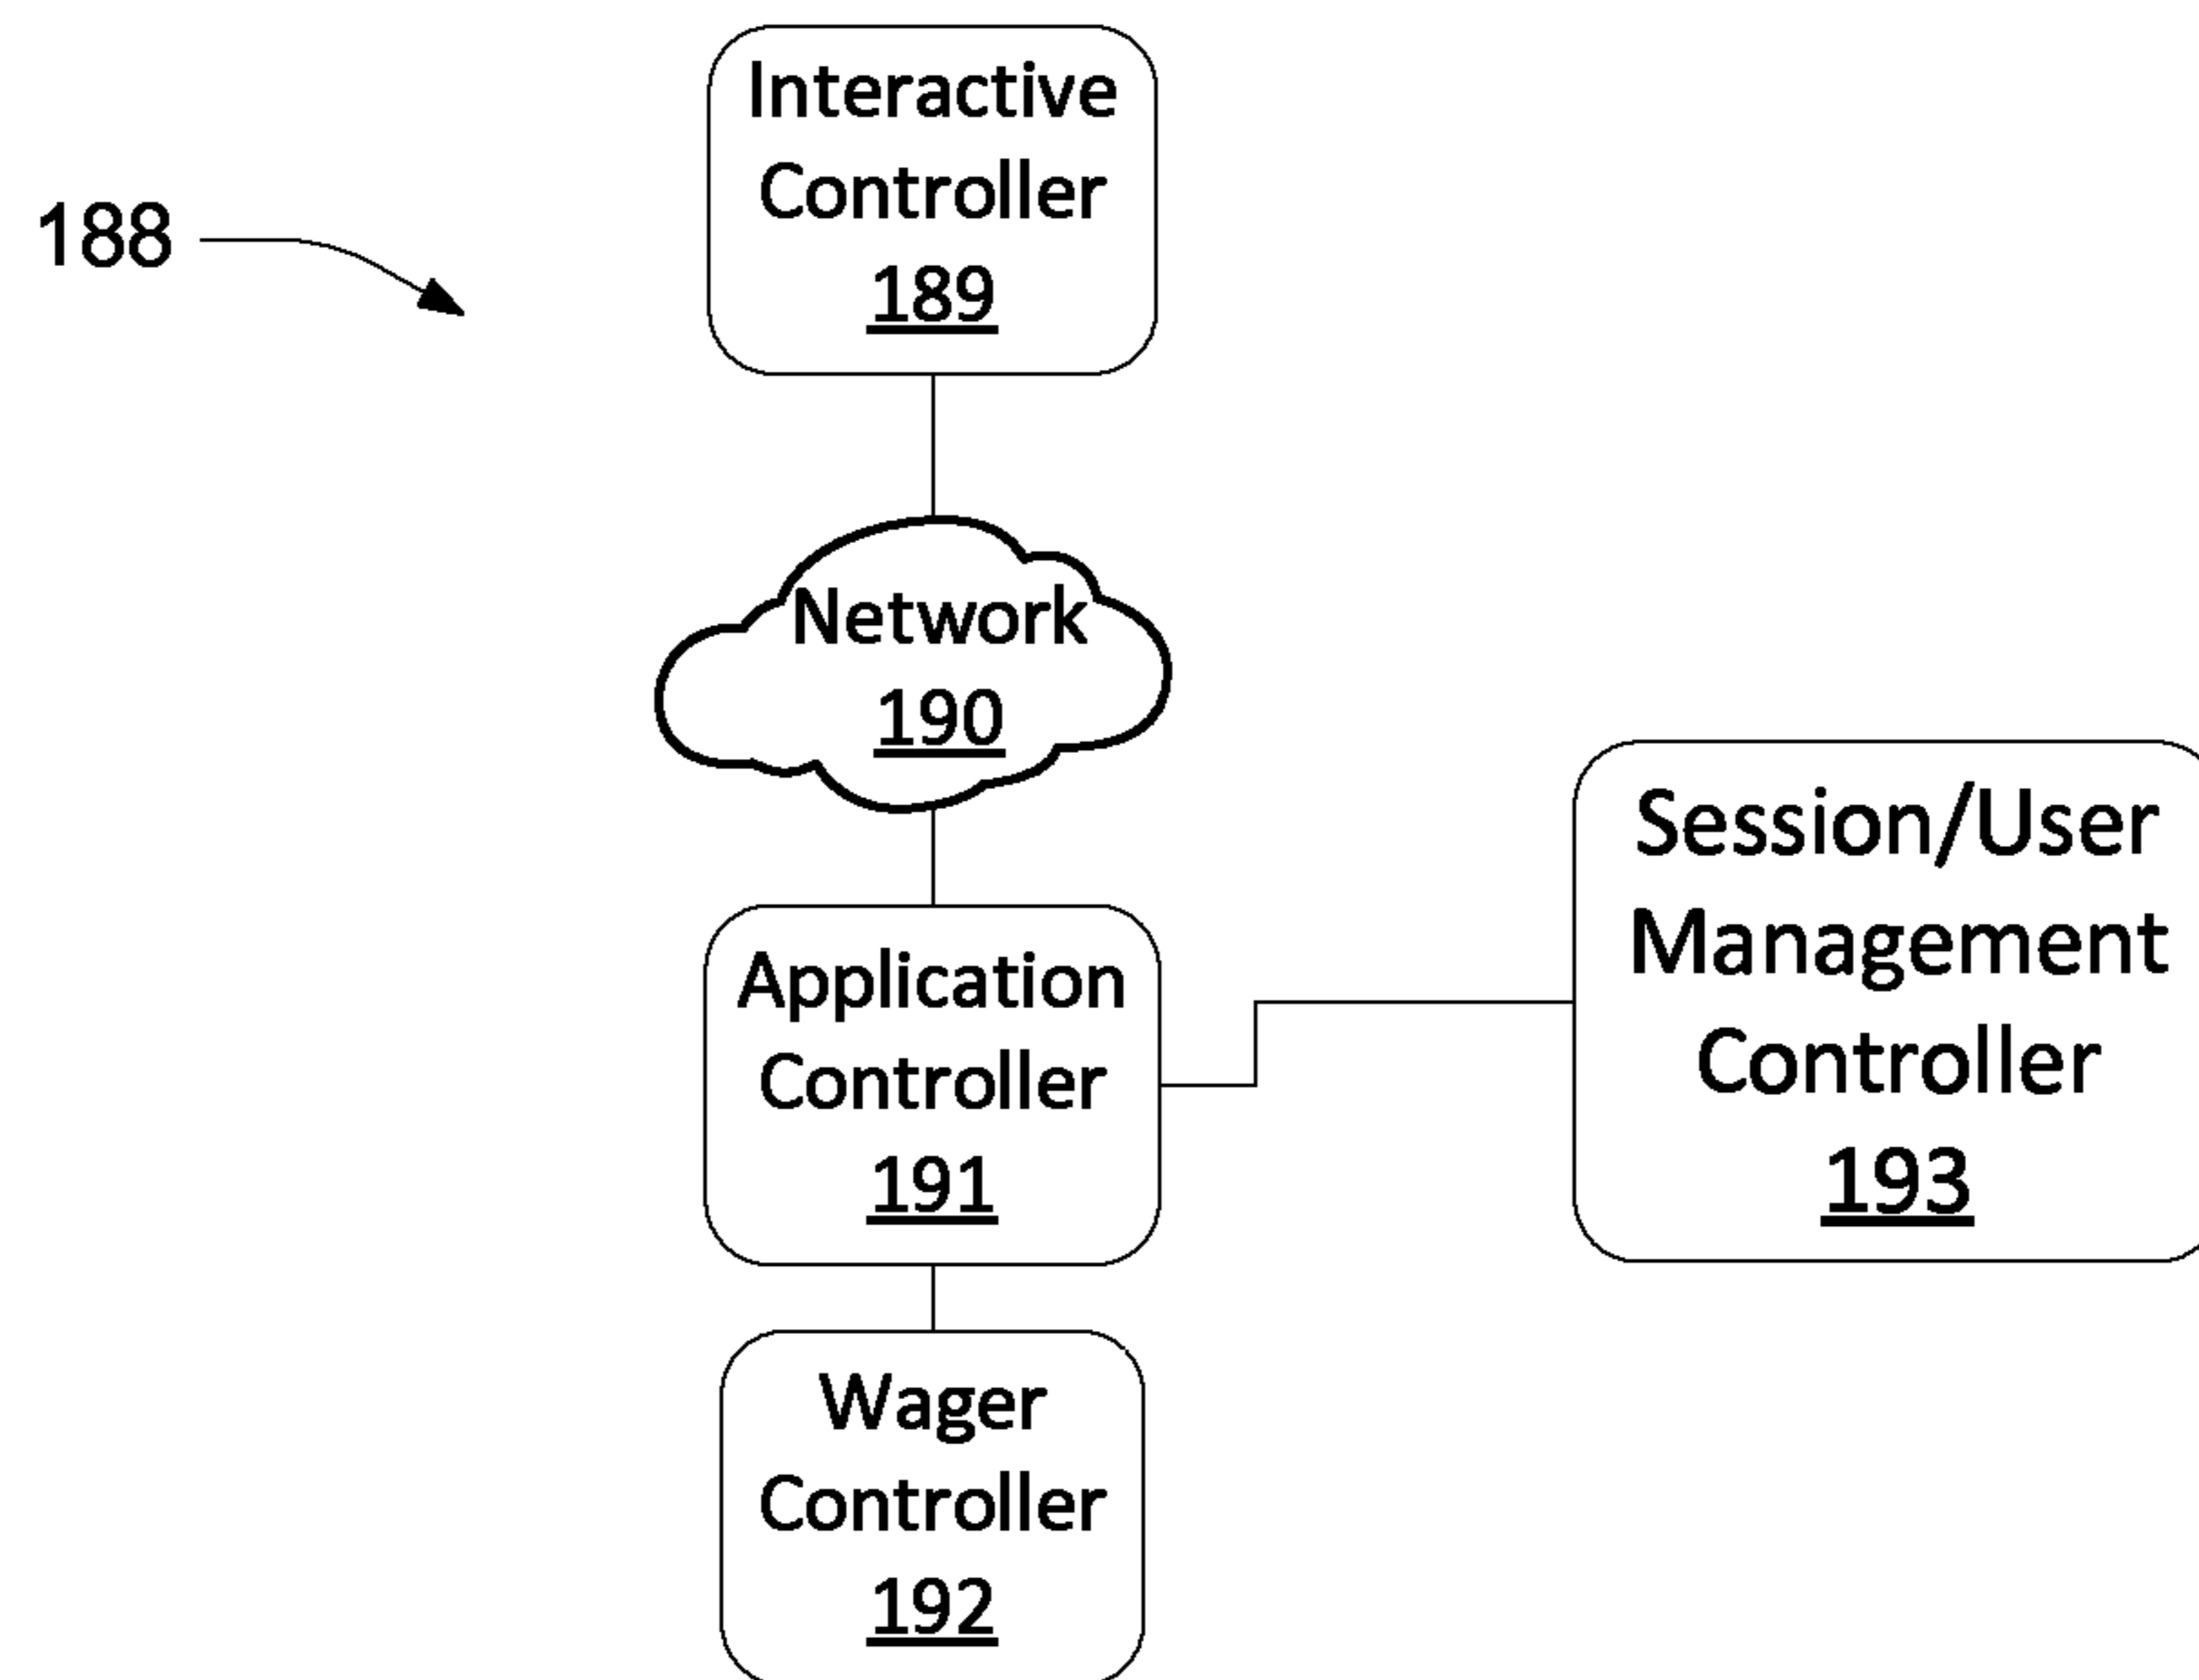 Interactive
Controller
189
188
Network
190
Application
Controller
191
Session/User
Management
Controller
193
Wager
Controller
192